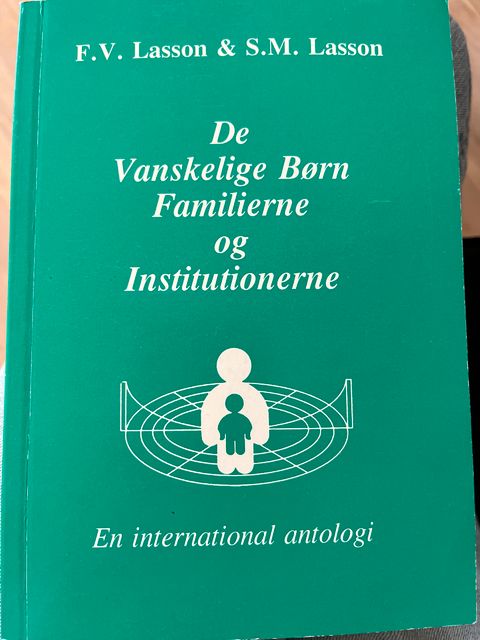 F.V. Lasson & S.M. Lasson
De
Vanskelige Børn
Familierne
og
Institutionerne
En international antologi